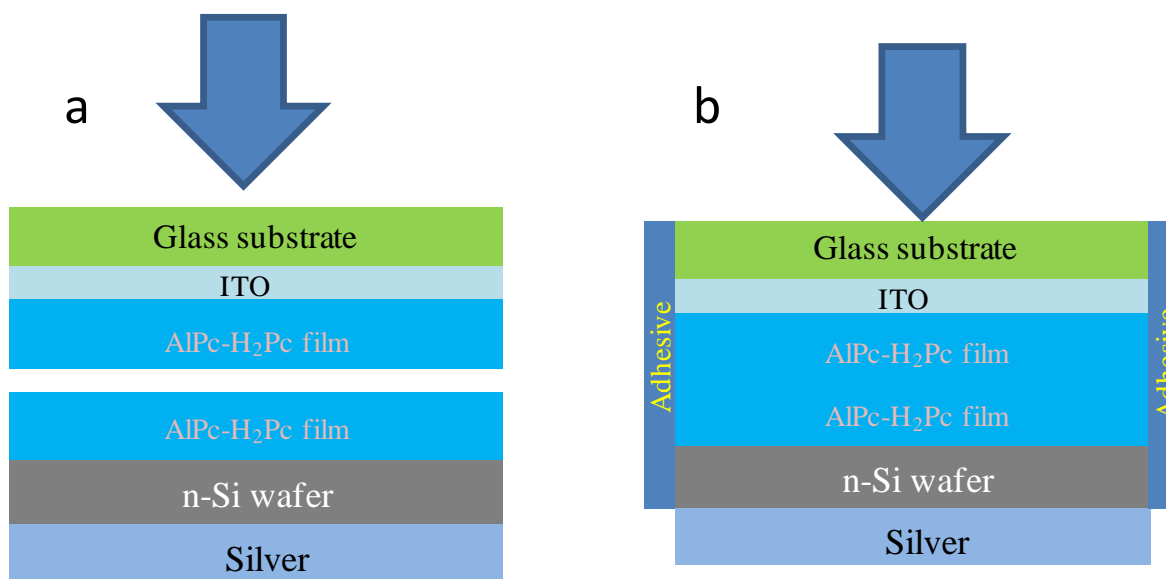 a
Glass substrate
ITO
AlPc-H₂Pc film
AlPc-H₂Pc film
n-Si wafer
Silver
b
Glass substrate
ITO
AlPc-H₂Pc film
AlPc-H₂Pc film
n-Si wafer
Silver
Adhesive
Adhesive